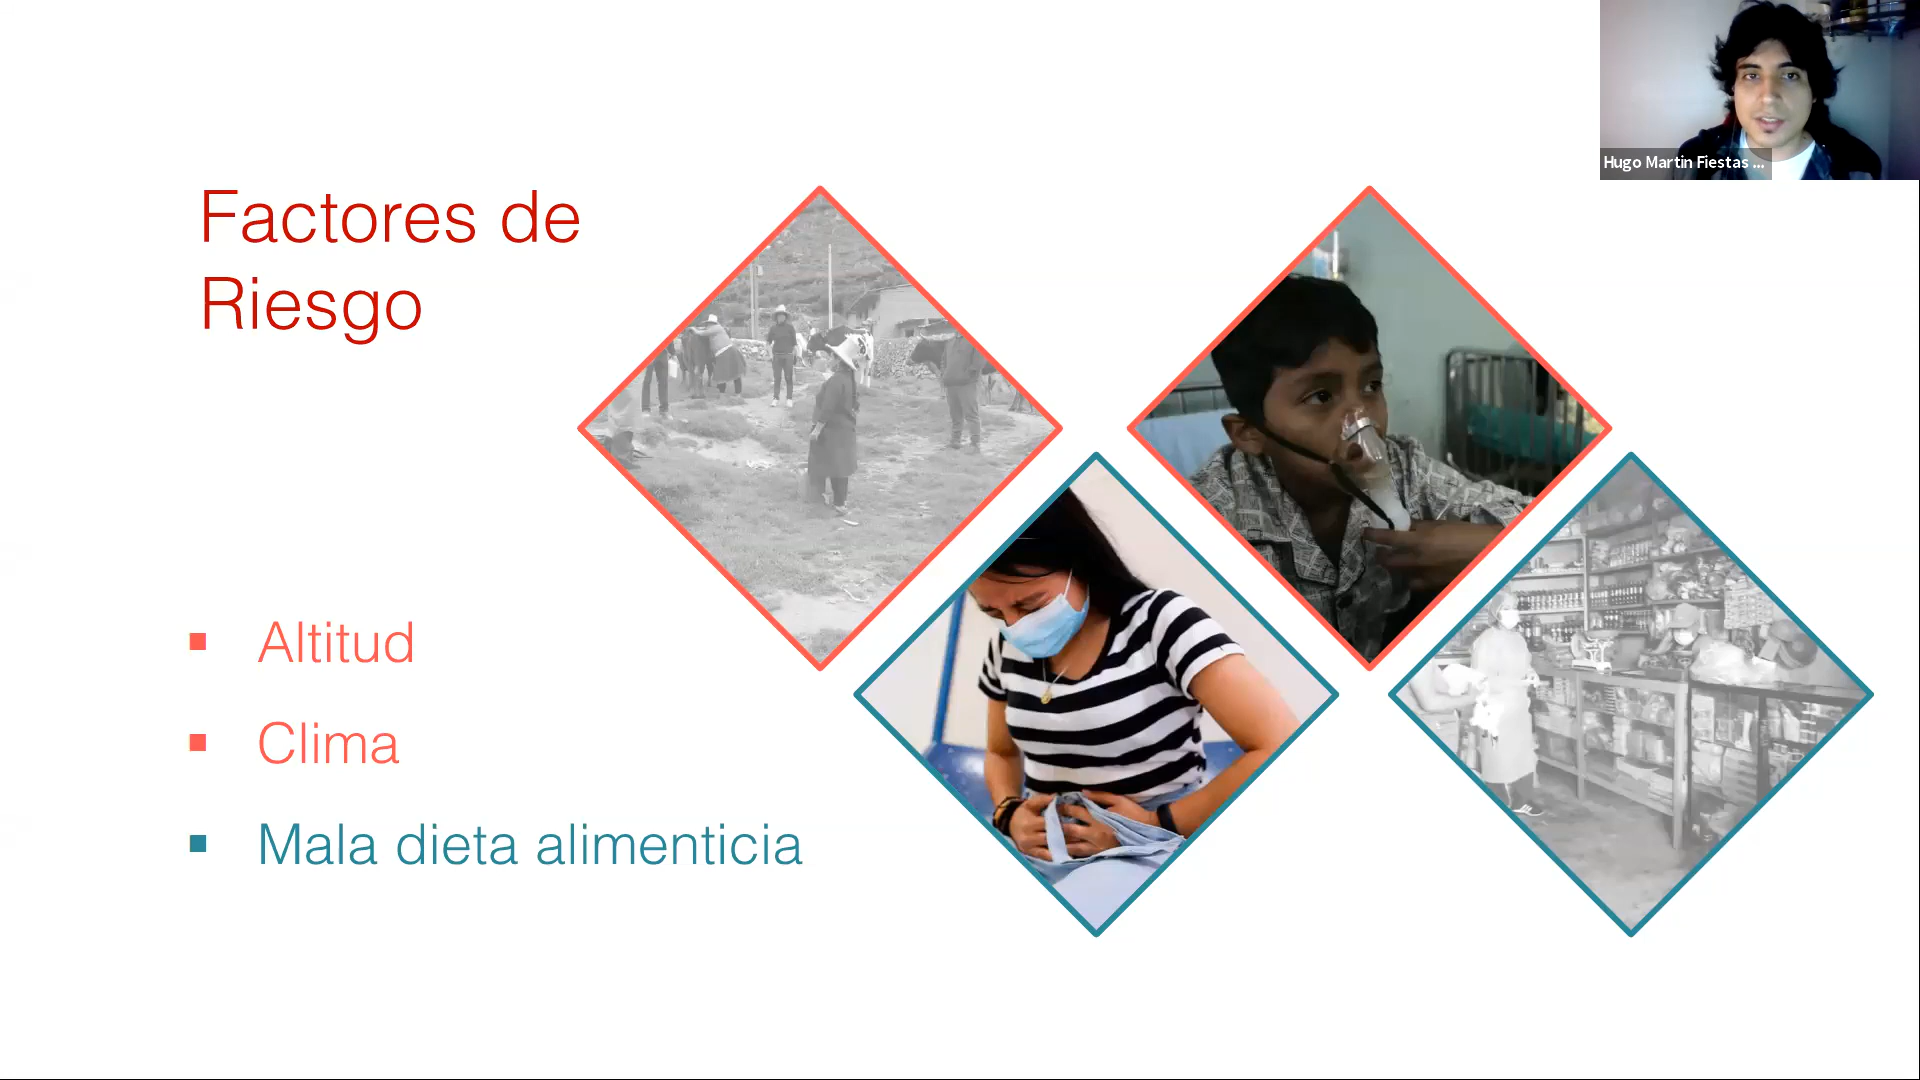 Hugo Martin Fiestas ...
Factores de
Riesgo
Altitud
Clima
Mala dieta alimenticia